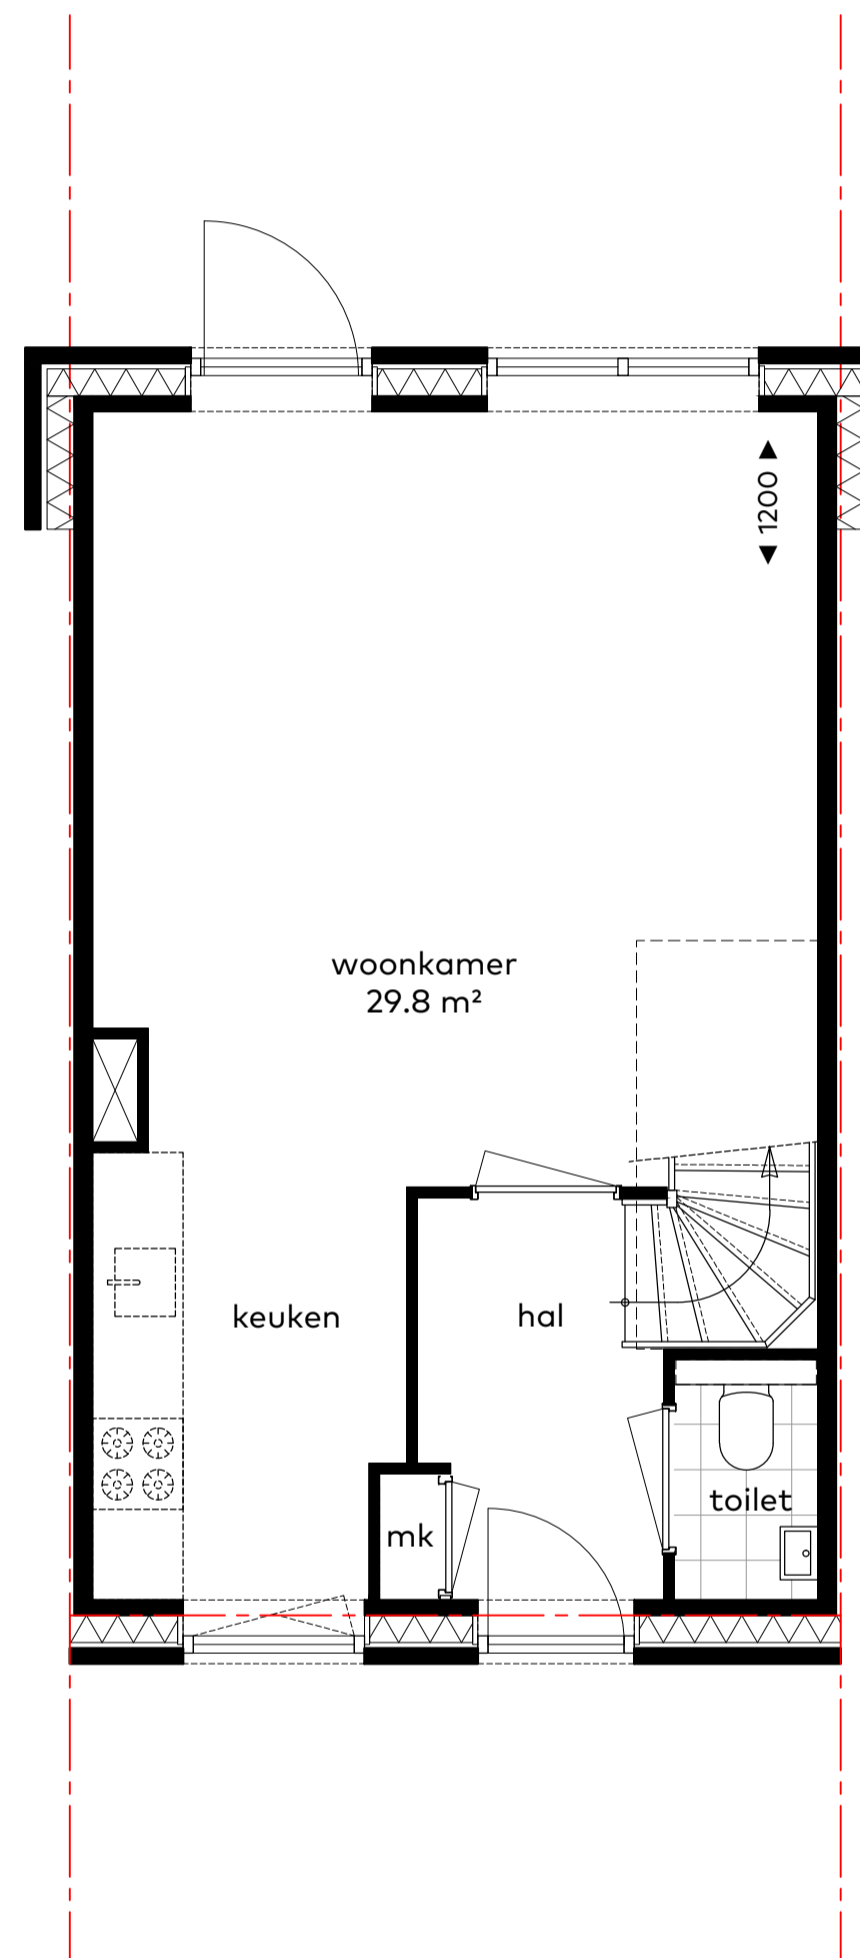 ◀ 1200 ▶
woonkamer
29.8 m²
keuken
hal
toilet
mk